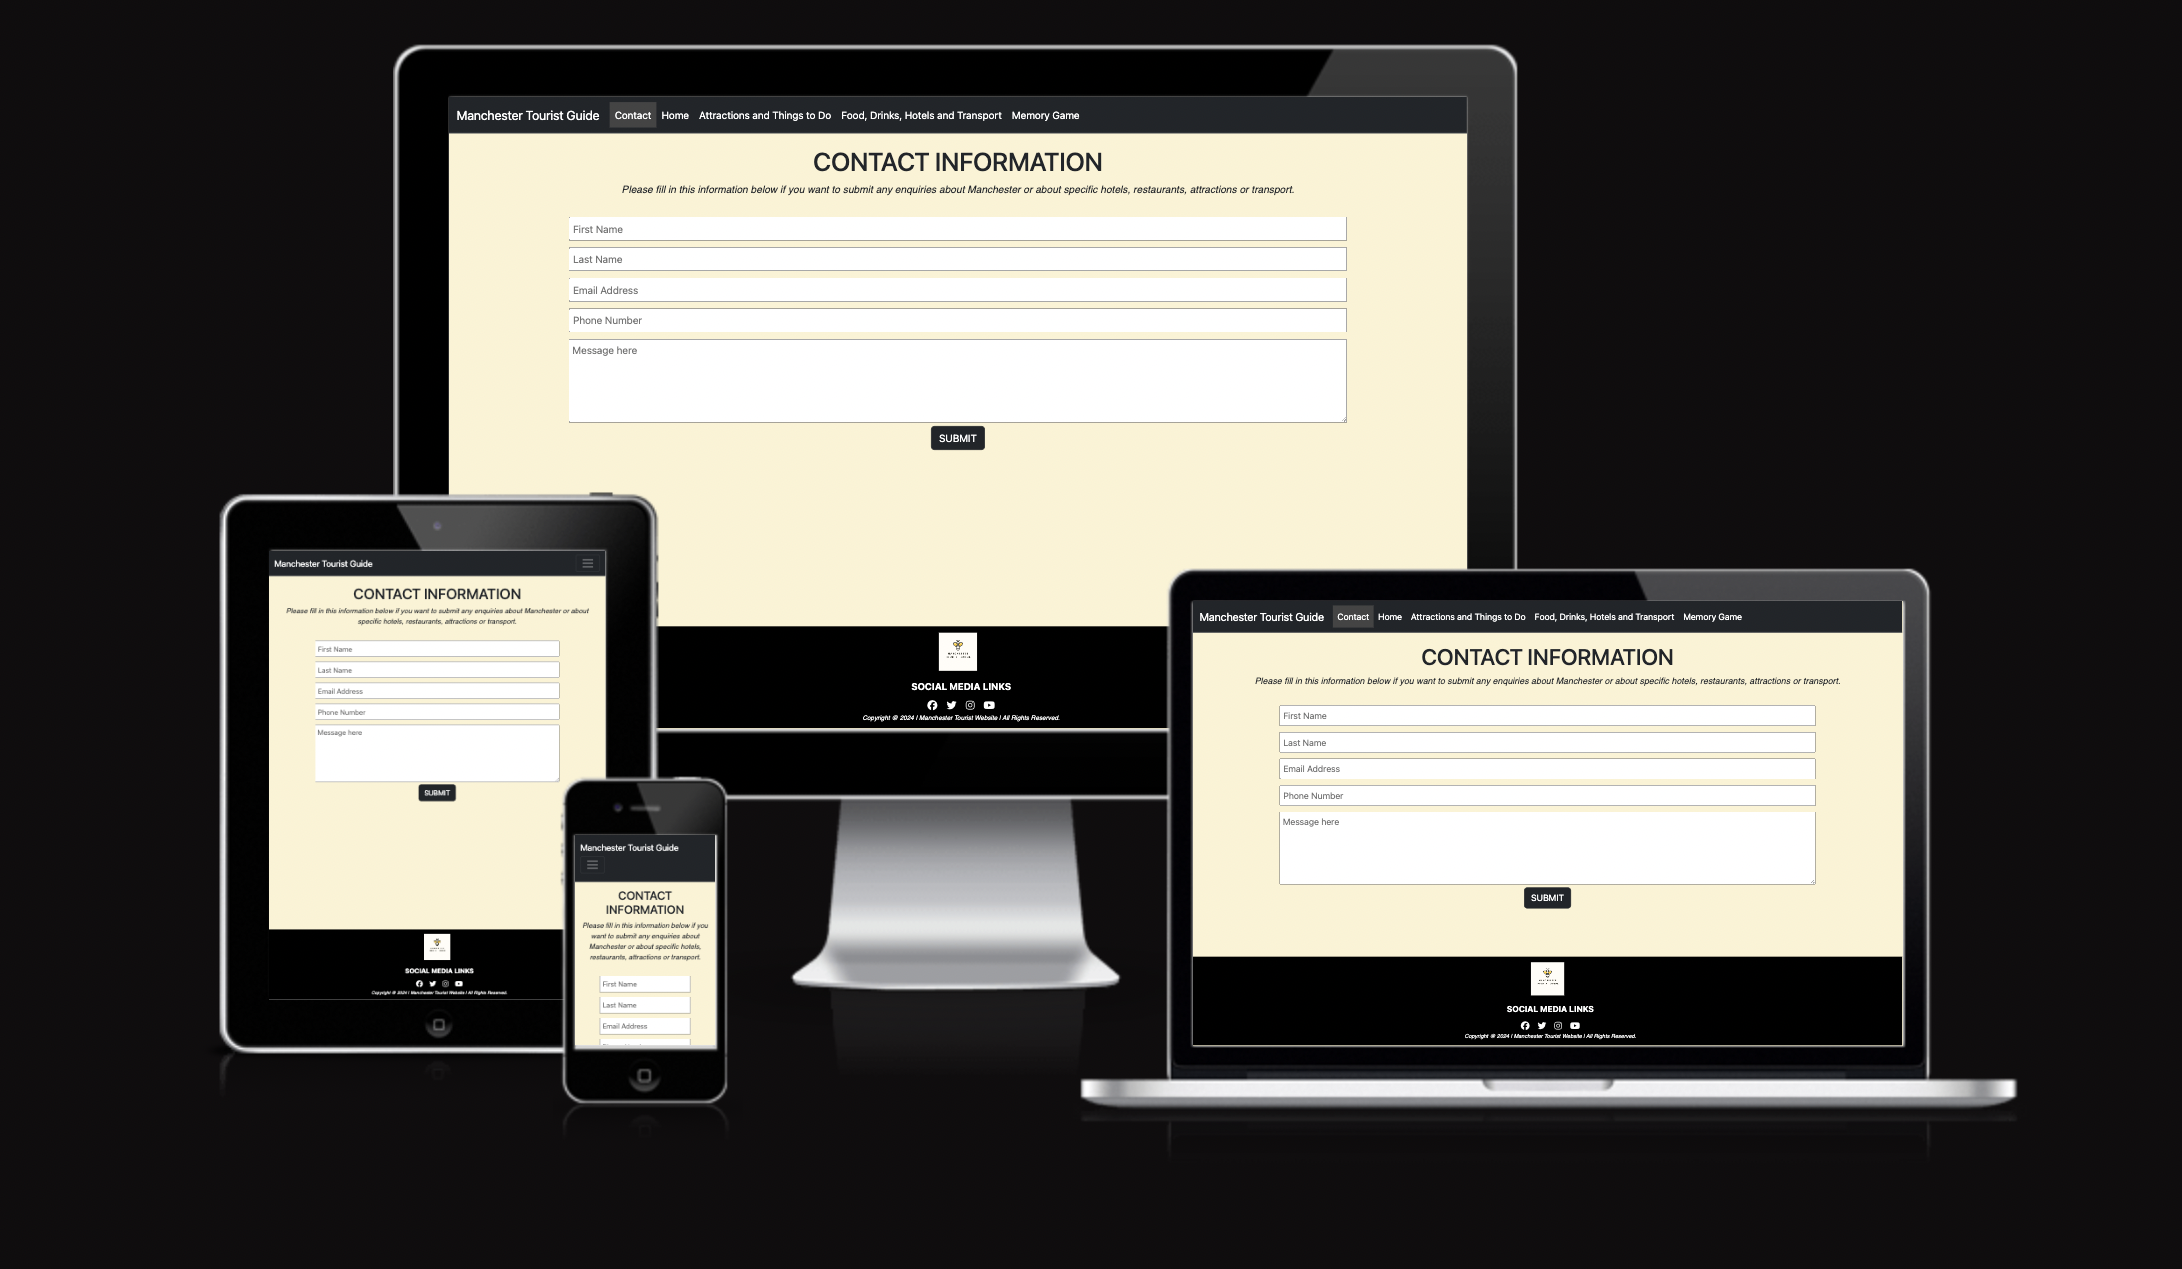 Manchester Tourist Guide Contact Home Attractions and Things to Do Food, Drinks, Hotels and Transport Memory Game
CONTACT INFORMATION
Please fill in this information below if you want to submit any enquiries about Manchester or about specific hotels, restaurants, attractions or transport.
First Name
Last Name
Email Address
Phone Number
Message here
SUBMIT
SOCIAL MEDIA LINKS
Copyright © 2024 | Manchester Tourist Website | All Rights Reserved.
Manchester Tourist Guide
CONTACT INFORMATION
Please fill in this information below if you want to submit any enquiries about Manchester or about
specific hotels, restaurants, attractions or transport.
First Name
Last Name
Email Address
Phone Number
Message here
SUBMIT
SOCIAL MEDIA LINKS
Copyright © 2024 | Manchester Tourist Website | All Rights Reserved.
Manchester Tourist Guide
CONTACT
INFORMATION
Please fill in this information below if you
want to submit any enquiries about
Manchester or about specific hotels,
restaurants, attractions or transport.
First Name
Last Name
Email Address
Manchester Tourist Guide Contact Home Attractions and Things to Do Food, Drinks, Hotels and Transport Memory Game
CONTACT INFORMATION
Please fill in this information below if you want to submit any enquiries about Manchester or about specific hotels, restaurants, attractions or transport.
First Name
Last Name
Email Address
Phone Number
Message here
SUBMIT
SOCIAL MEDIA LINKS
Copyright © 2024 | Manchester Tourist Website | All Rights Reserved.